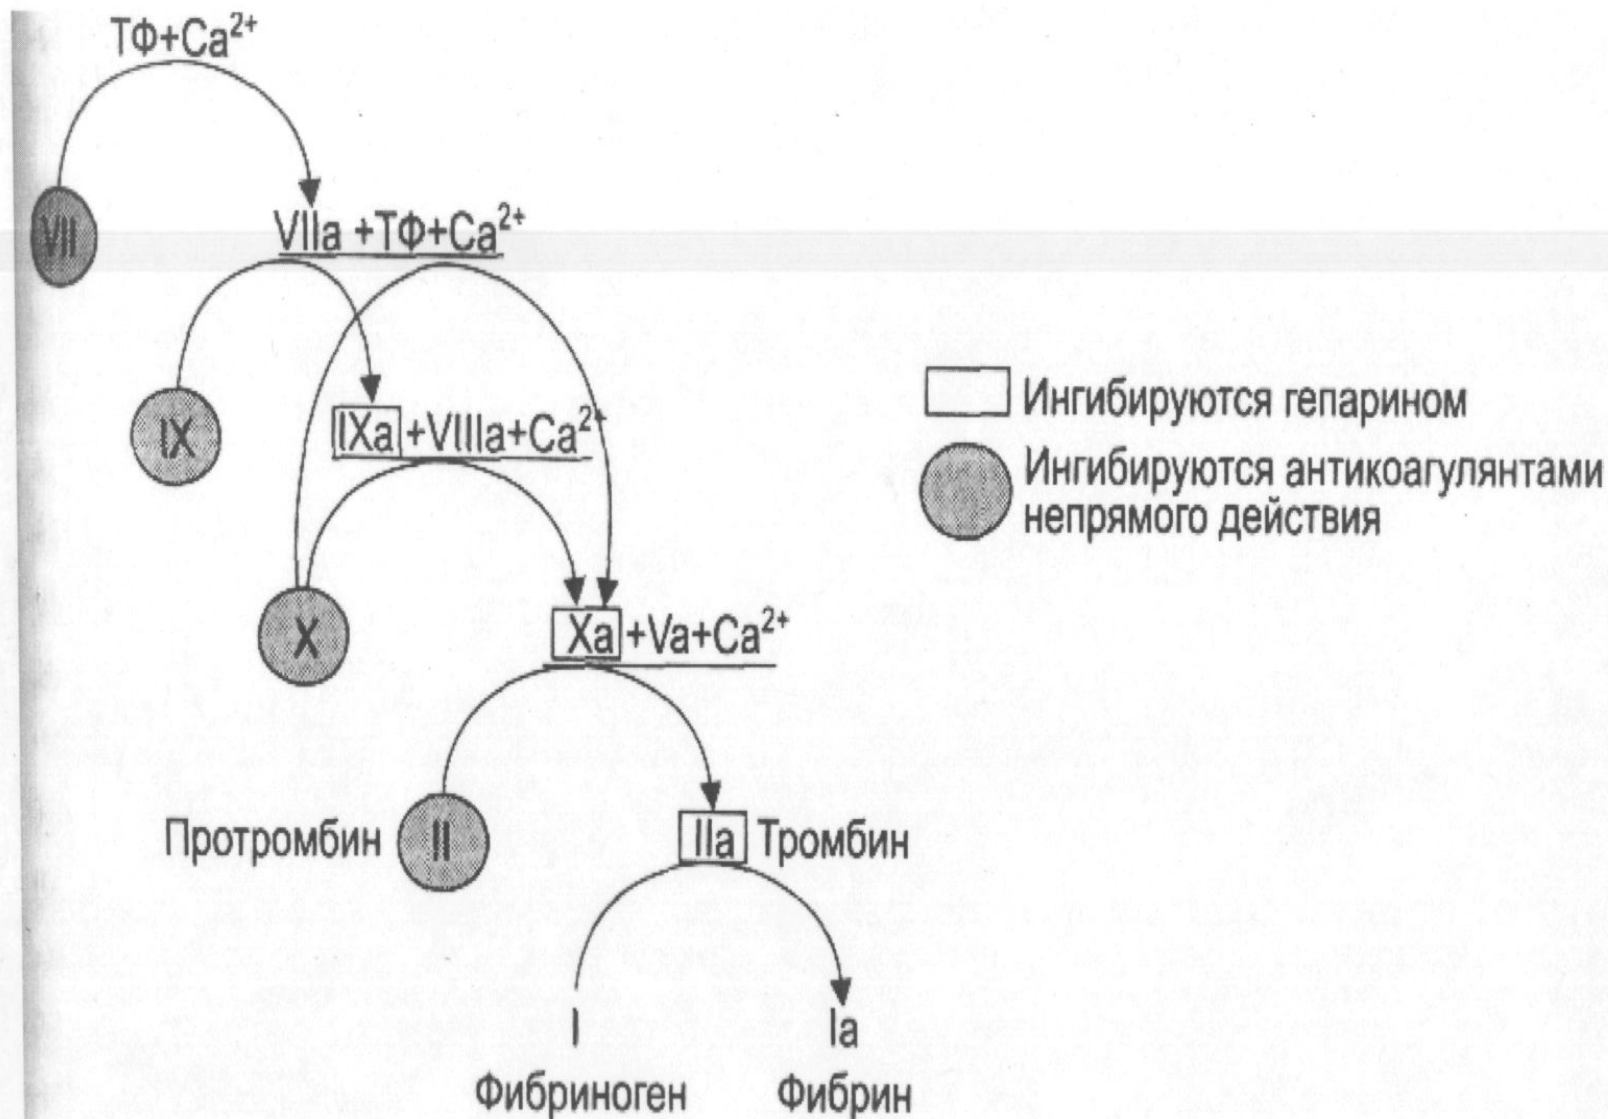 ТФ+Ca²⁺
VII
VIIa +ТФ+Ca²⁺
IX
IXa +VIIIa+Ca²⁺
Ингибируются гепарином
Ингибируются антикоагулянтами
непрямого действия
X
Xa +Va+Ca²⁺
Протромбин II
IIa Тромбин
I
Ia
Фибриноген
Фибрин